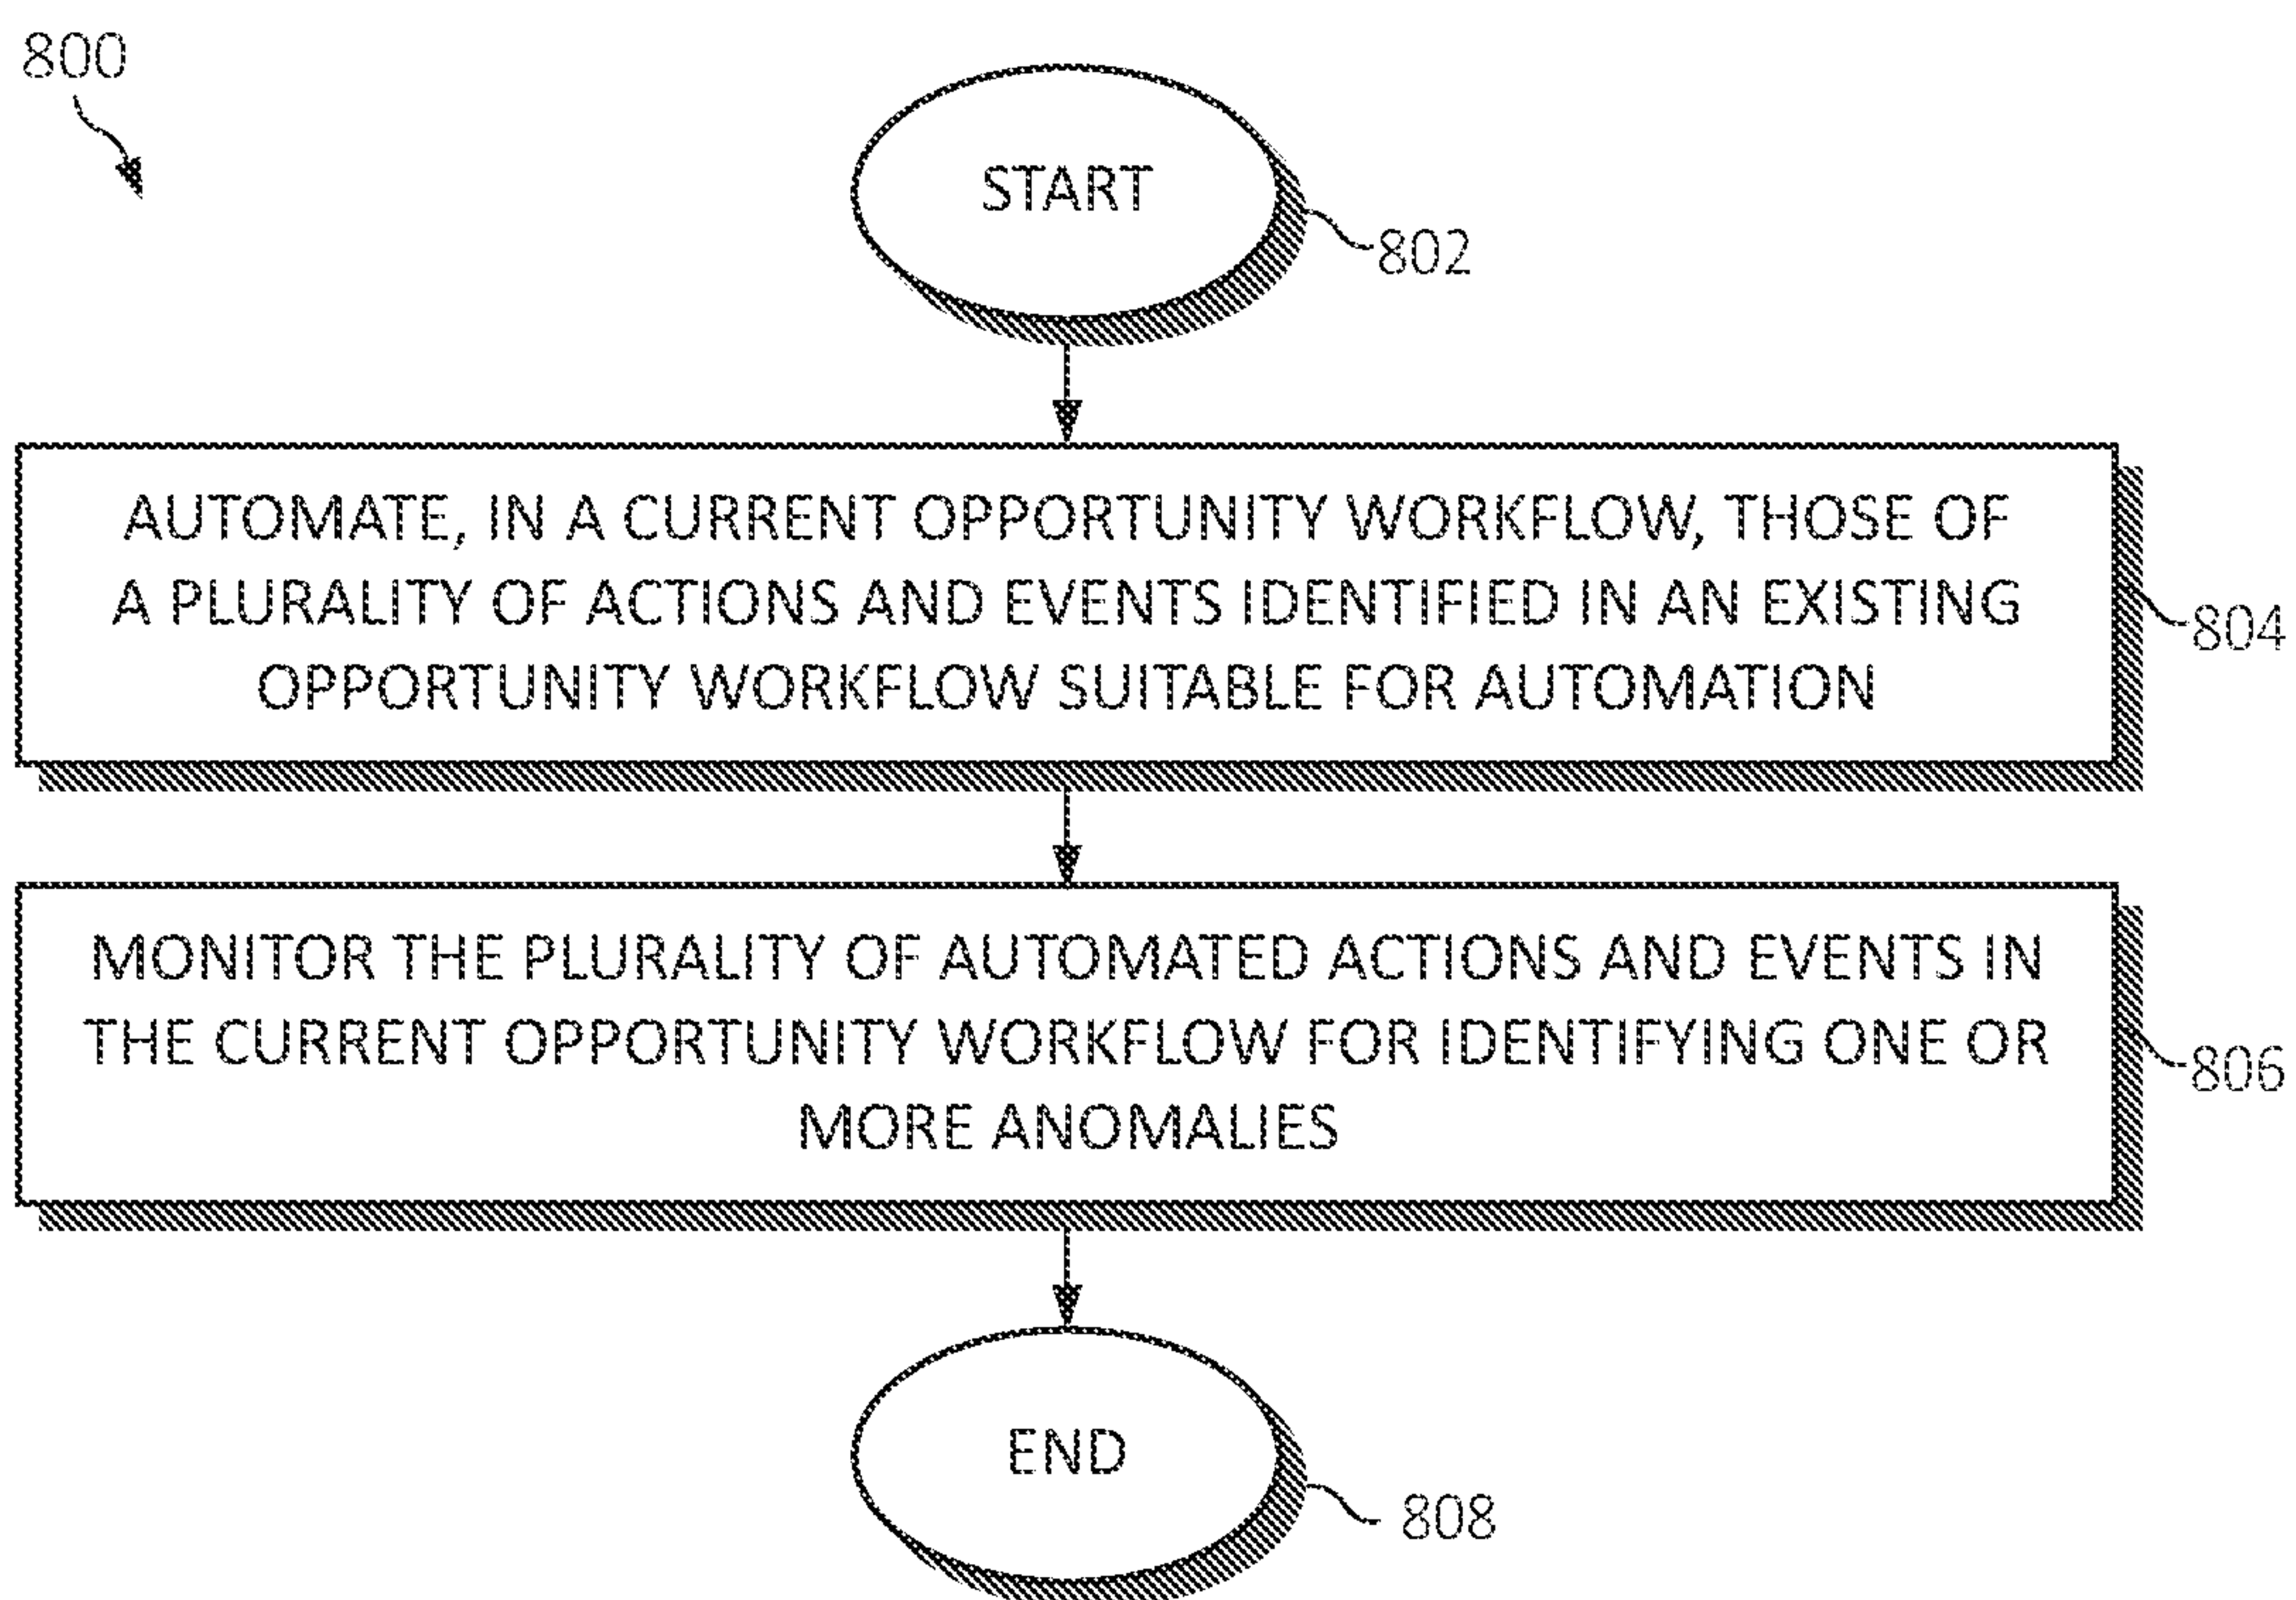 800
START
802
AUTOMATE, IN A CURRENT OPPORTUNITY WORKFLOW, THOSE OF
A PLURALITY OF ACTIONS AND EVENTS IDENTIFIED IN AN EXISTING
OPPORTUNITY WORKFLOW SUITABLE FOR AUTOMATION
804
MONITOR THE PLURALITY OF AUTOMATED ACTIONS AND EVENTS IN
THE CURRENT OPPORTUNITY WORKFLOW FOR IDENTIFYING ONE OR
MORE ANOMALIES
806
END
808